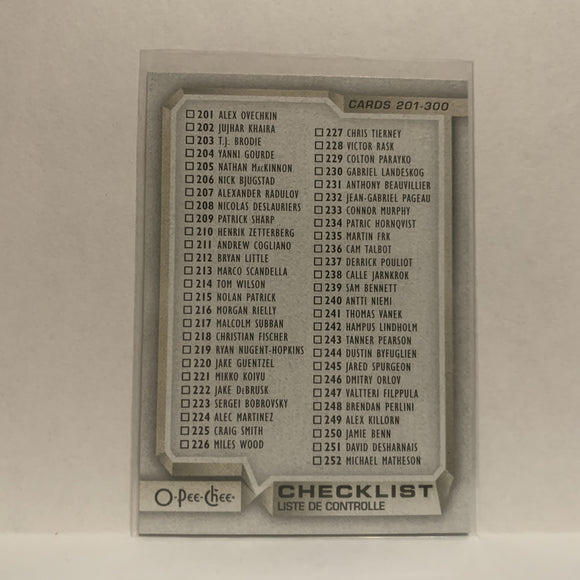 CARDS 201-300
201 ALEX OVECHKIN
202 JUJHAR KHAIRA
203 T.J. BRODIE
204 YANNI GOURDE
205 NATHAN MACKINNON
206 NICK BJUGSTAD
207 ALEXANDER RADULOV
208 NICOLAS DESLAURIERS
209 PATRICK SHARP
210 HENRIK ZETTERBERG
211 ANDREW COGLIANO
212 BRYAN LITTLE
213 MARCO SCANDELLA
214 TOM WILSON
215 NOLAN PATRICK
216 MORGAN RIELLY
217 MALCOLM SUBBAN
218 CHRISTIAN FISCHER
219 RYAN NUGENT-HOPKINS
220 JAKE GUENTZEL
221 MIKKO KOIVU
222 JAKE DEBRUSK
223 SERGEI BOBROVSKY
224 ALEC MARTINEZ
225 CRAIG SMITH
226 MILES WOOD
227 CHRIS TIERNEY
228 VICTOR RASK
229 COLTON PARAYKO
230 GABRIEL LANDESKOG
231 ANTHONY BEAUVILLIER
232 JEAN-GABRIEL PAGEAU
233 CONNOR MURPHY
234 PATRIC HORNQVIST
235 MARTIN FRK
236 CAM TALBOT
237 DERRICK POULIOT
238 CALLE JARNKROK
239 SAM BENNETT
240 ANTTI NIEMI
241 THOMAS VANEK
242 HAMPUS LINDHOLM
243 TANNER PEARSON
244 DUSTIN BYFUGLIEN
245 JARED SPURGEON
246 DMITRY ORLOV
247 VALTTERI FILPPULA
248 BRENDAN PERLINI
249 ALEX KILLORN
250 JAMIE BENN
251 DAVID DESHARNAIS
252 MICHAEL MATHESON
O-PEE-CHEE
CHECKLIST
LISTE DE CONTROLLE